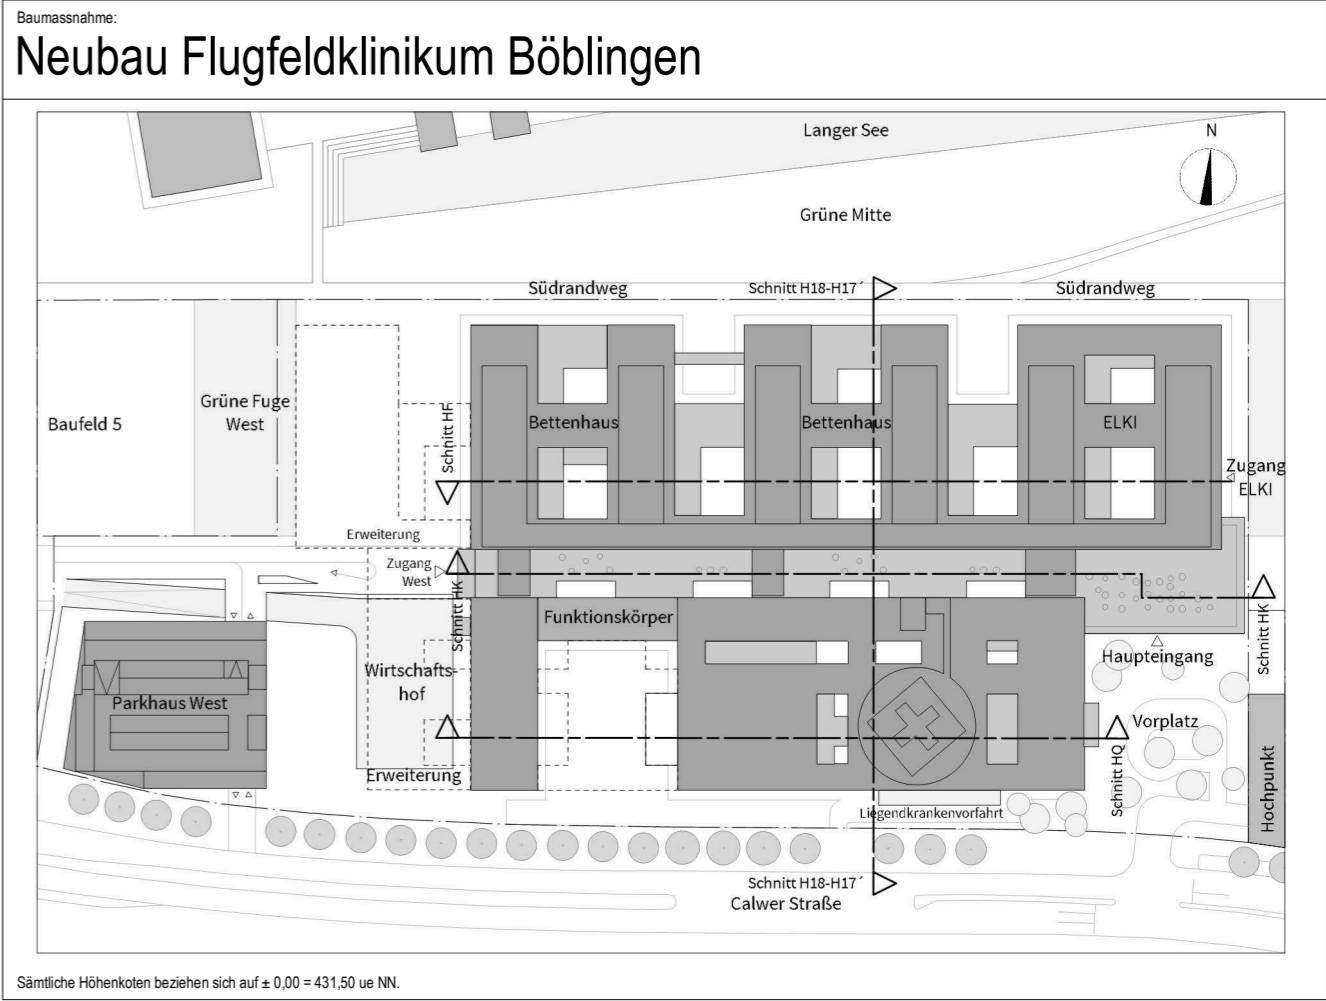 Baumassnahme:
Neubau Flugfeldklinikum Böblingen
Langer See
N
Grüne Mitte
Südrandweg
Schnitt H18-H17´
Südrandweg
Grüne Fuge
West
Baufeld 5
Schnitt HF
Bettenhaus
Bettenhaus
ELKI
Zugang
ELKI
Erweiterung
Zugang
West
Schnitt HK
Funktionskörper
Schnitt HK
Haupteingang
Wirtschafts-
hof
Parkhaus West
Vorplatz
Erweiterung
Schnitt HQ
Hochpunkt
Liegendkrankenvorfahrt
Schnitt H18-H17´
Calwer Straße
Sämtliche Höhenkoten beziehen sich auf ± 0,00 = 431,50 ue NN.